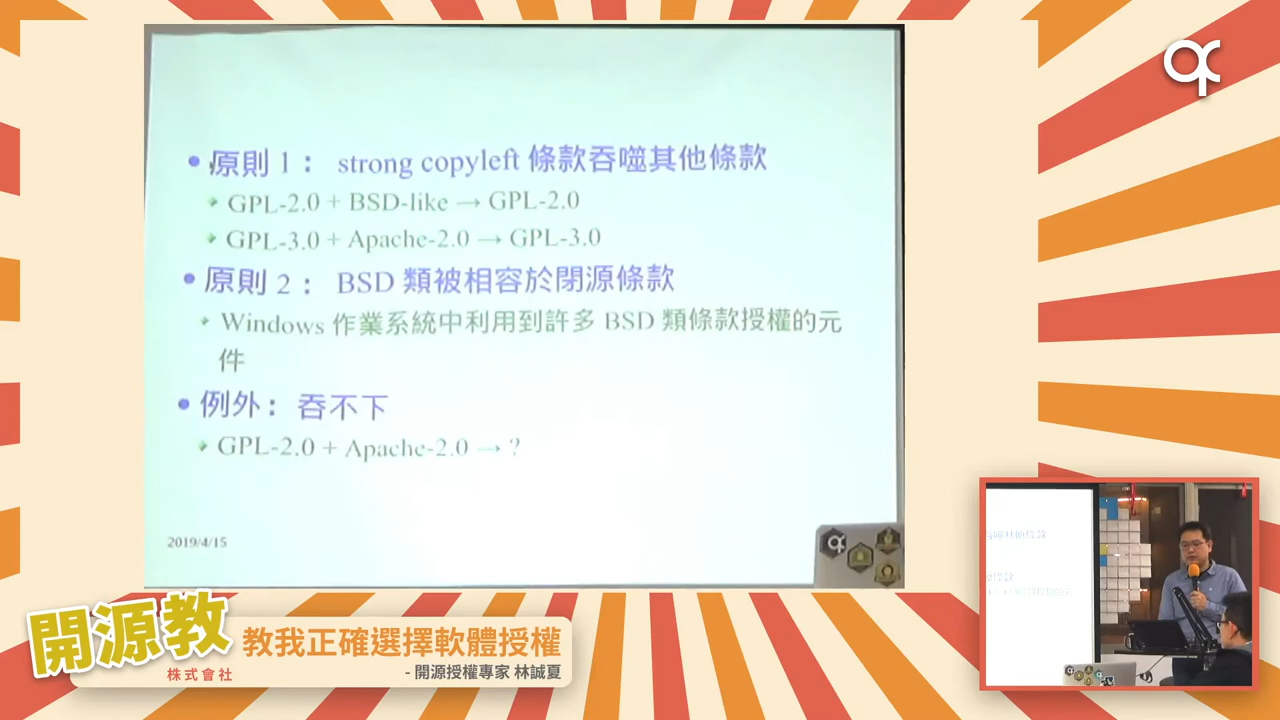 原則 1： strong copyleft 條款吞噬其他條款
GPL-2.0 + BSD-like → GPL-2.0
GPL-3.0 + Apache-2.0 → GPL-3.0
原則 2： BSD 類被相容於閉源條款
Windows 作業系統中利用到許多 BSD 類條款授權的元
件
例外： 吞不下
GPL-2.0 + Apache-2.0 → ?
2019/4/15
開源教
株式會社
教我正確選擇軟體授權
- 開源授權專家 林誠夏